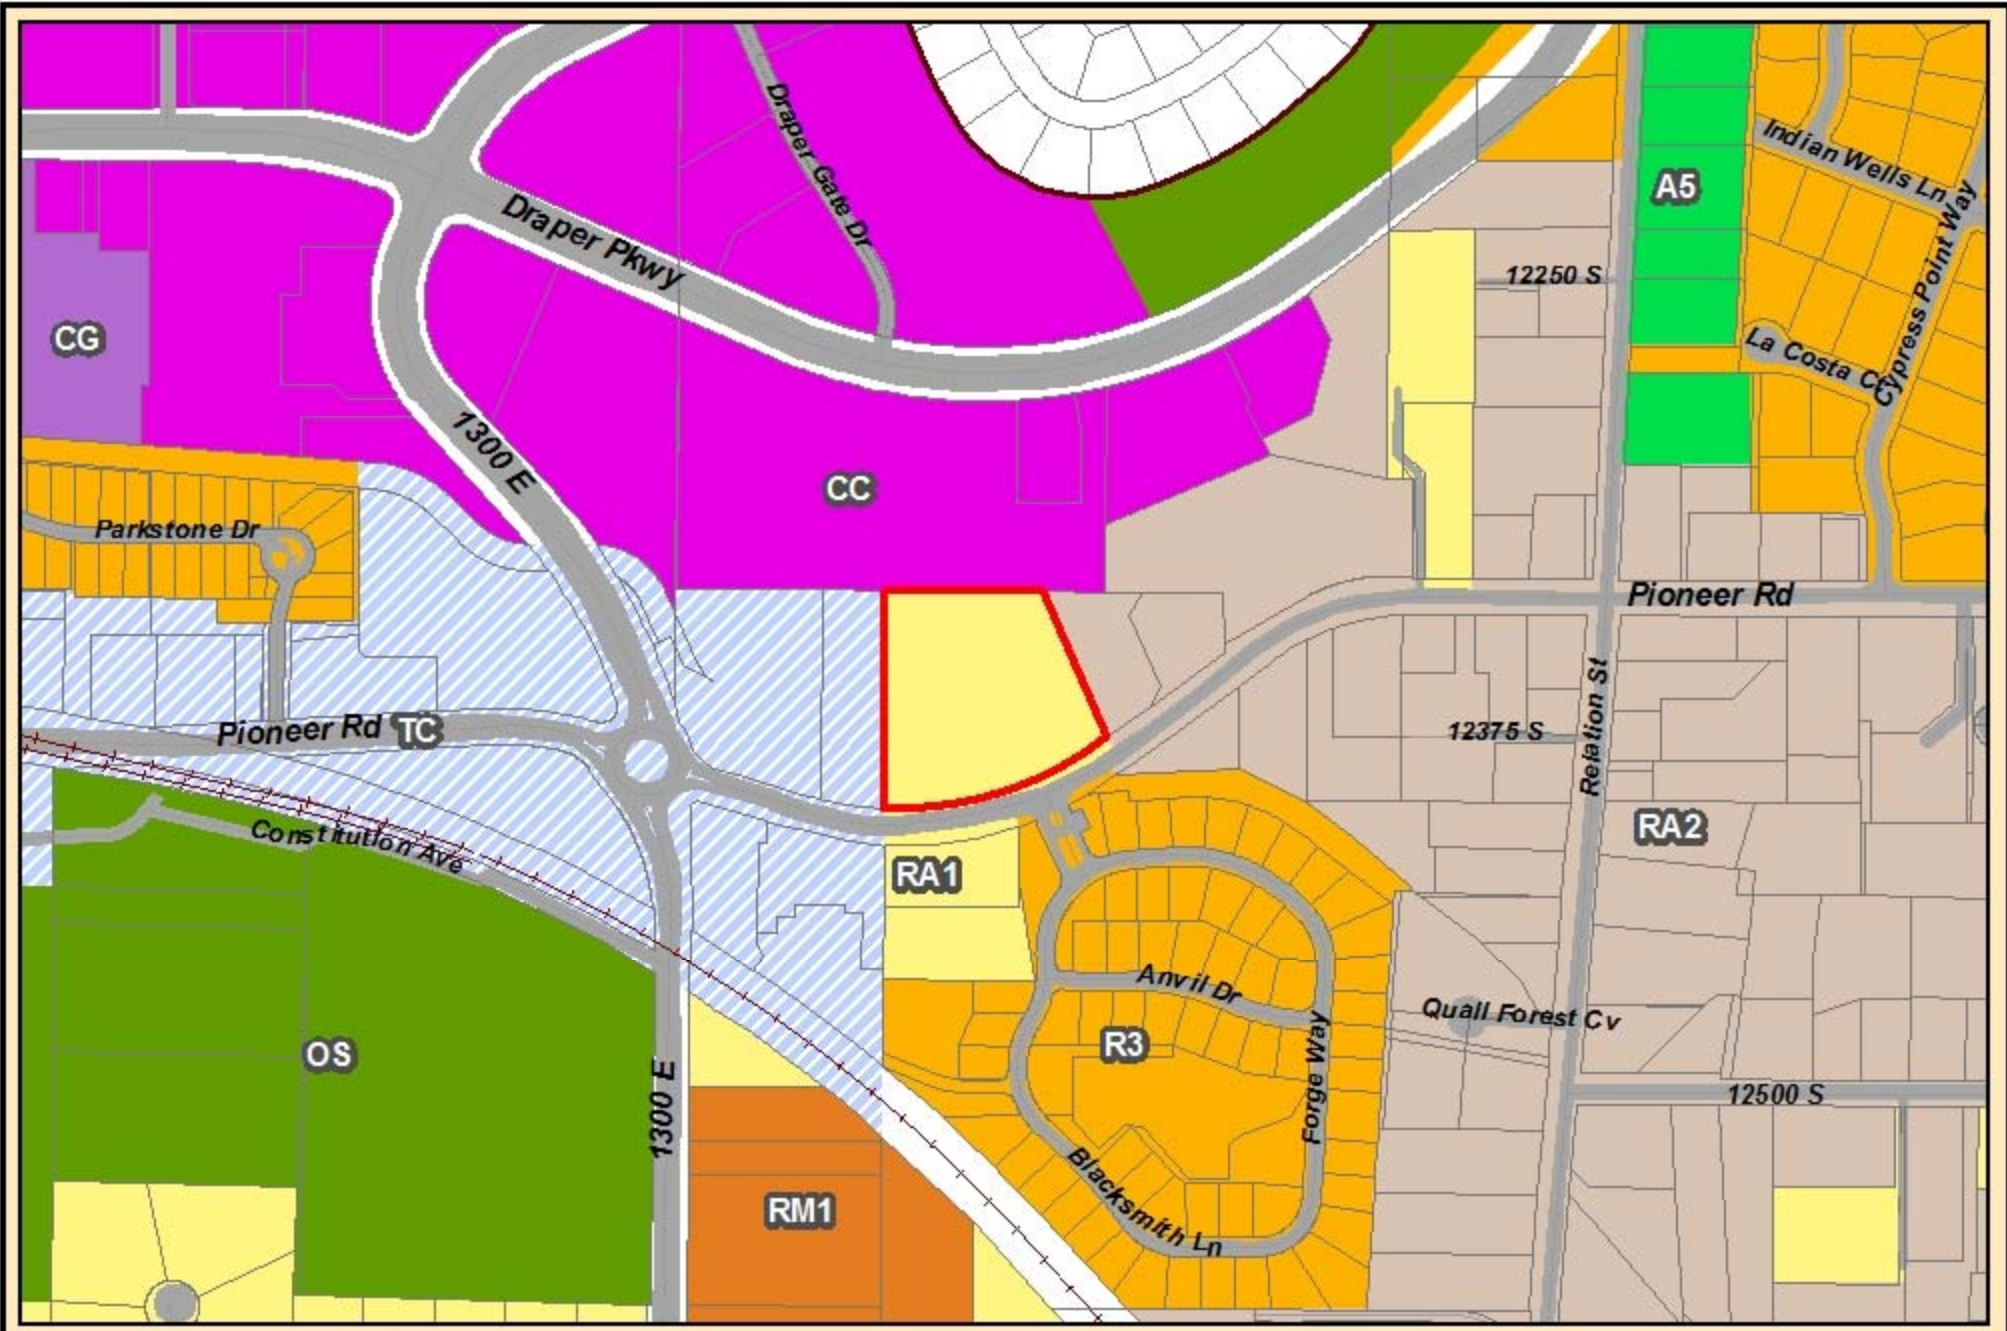 Draper Gate Dr
Indian Wells Ln
A5
Draper Pkwy
12250 S
Cypress Point Way
CG
La Costa Ct
1300 E
CC
Parkstone Dr
Pioneer Rd
Pioneer Rd
TC
12375 S
Relation St
Constitution Ave
RA2
RA1
Anvil Dr
Quail Forest Cv
R3
OS
Forge Way
12500 S
1300 E
Blacksmith Ln
RM1